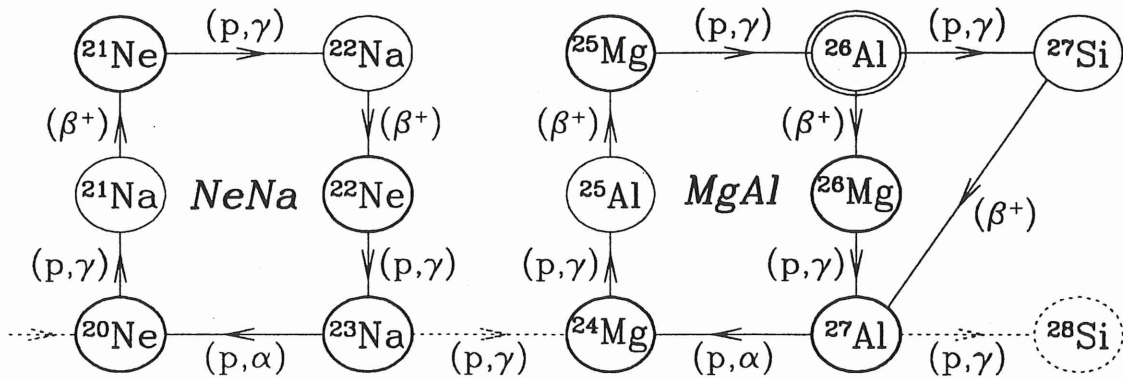 (p,γ) (p,γ) (p,γ)
²¹Ne ²²Na ²⁵Mg ²⁶Al ²⁷Si
(β⁺) (β⁺) (β⁺) (β⁺)
²¹Na NeNa ²²Ne ²⁵Al MgAl ²⁶Mg (β⁺)
(p,γ) (p,γ) (p,γ) (p,γ)
²⁰Ne ²³Na ²⁴Mg ²⁷Al ²⁸Si
(p,α) (p,γ) (p,α) (p,γ)